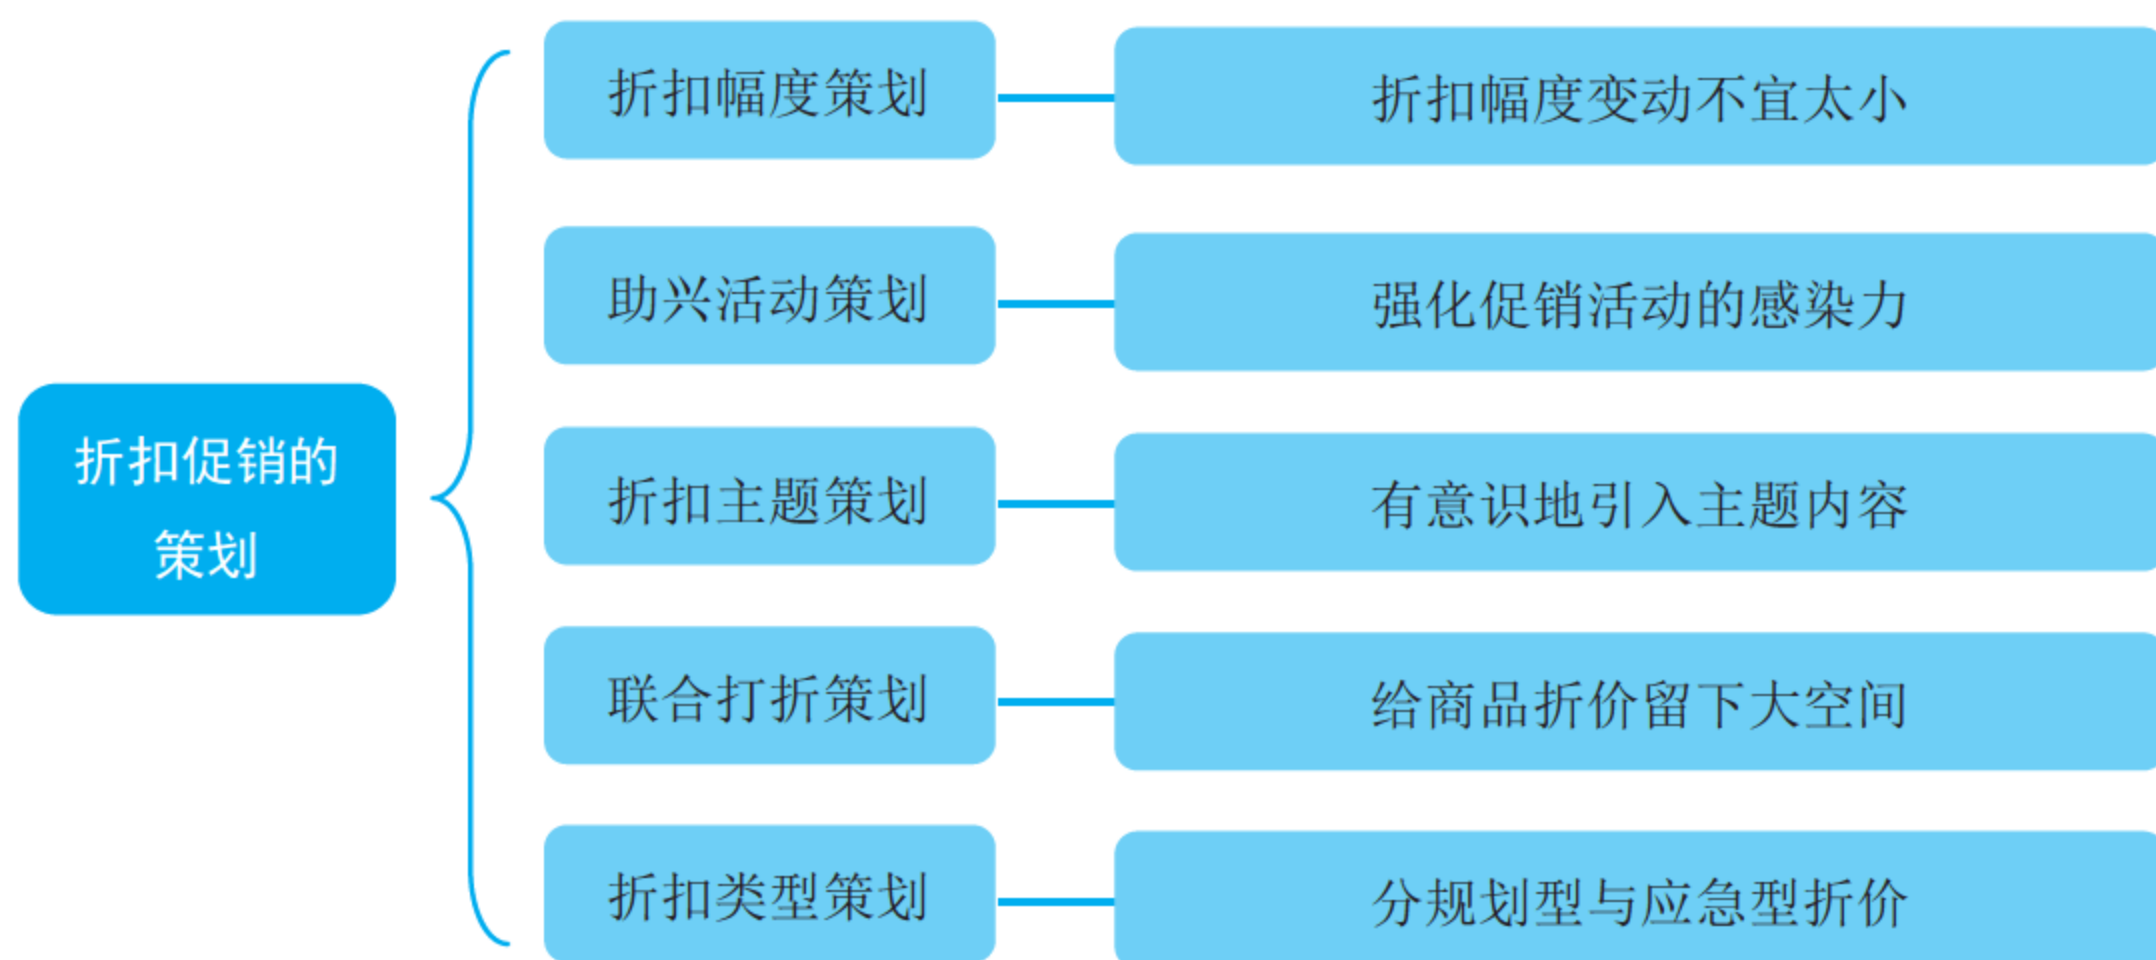 折扣促销的
策划
折扣幅度策划
折扣幅度变动不宜太小
助兴活动策划
强化促销活动的感染力
折扣主题策划
有意识地引入主题内容
联合打折策划
给商品折价留下大空间
折扣类型策划
分规划型与应急型折价